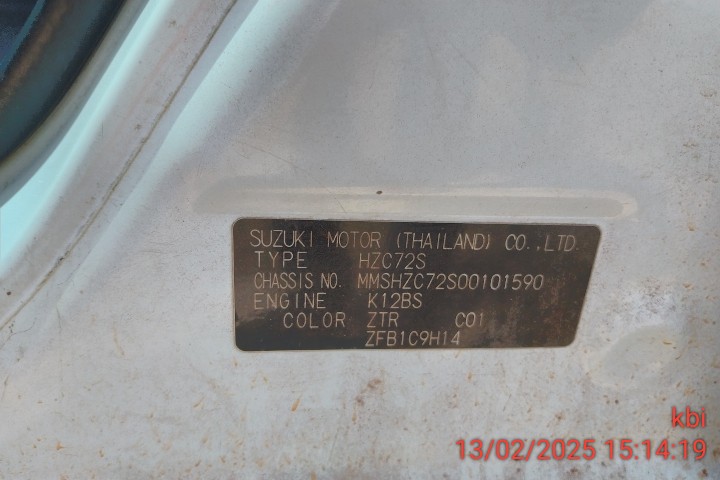 SUZUKI MOTOR (THAILAND) CO.,LTD.
TYPE HZC72S
CHASSIS NO. MMSHZC72S00101590
ENGINE K12BS
COLOR ZTR C01
ZFB1C9H14
kbi
13/02/2025 15:14:19